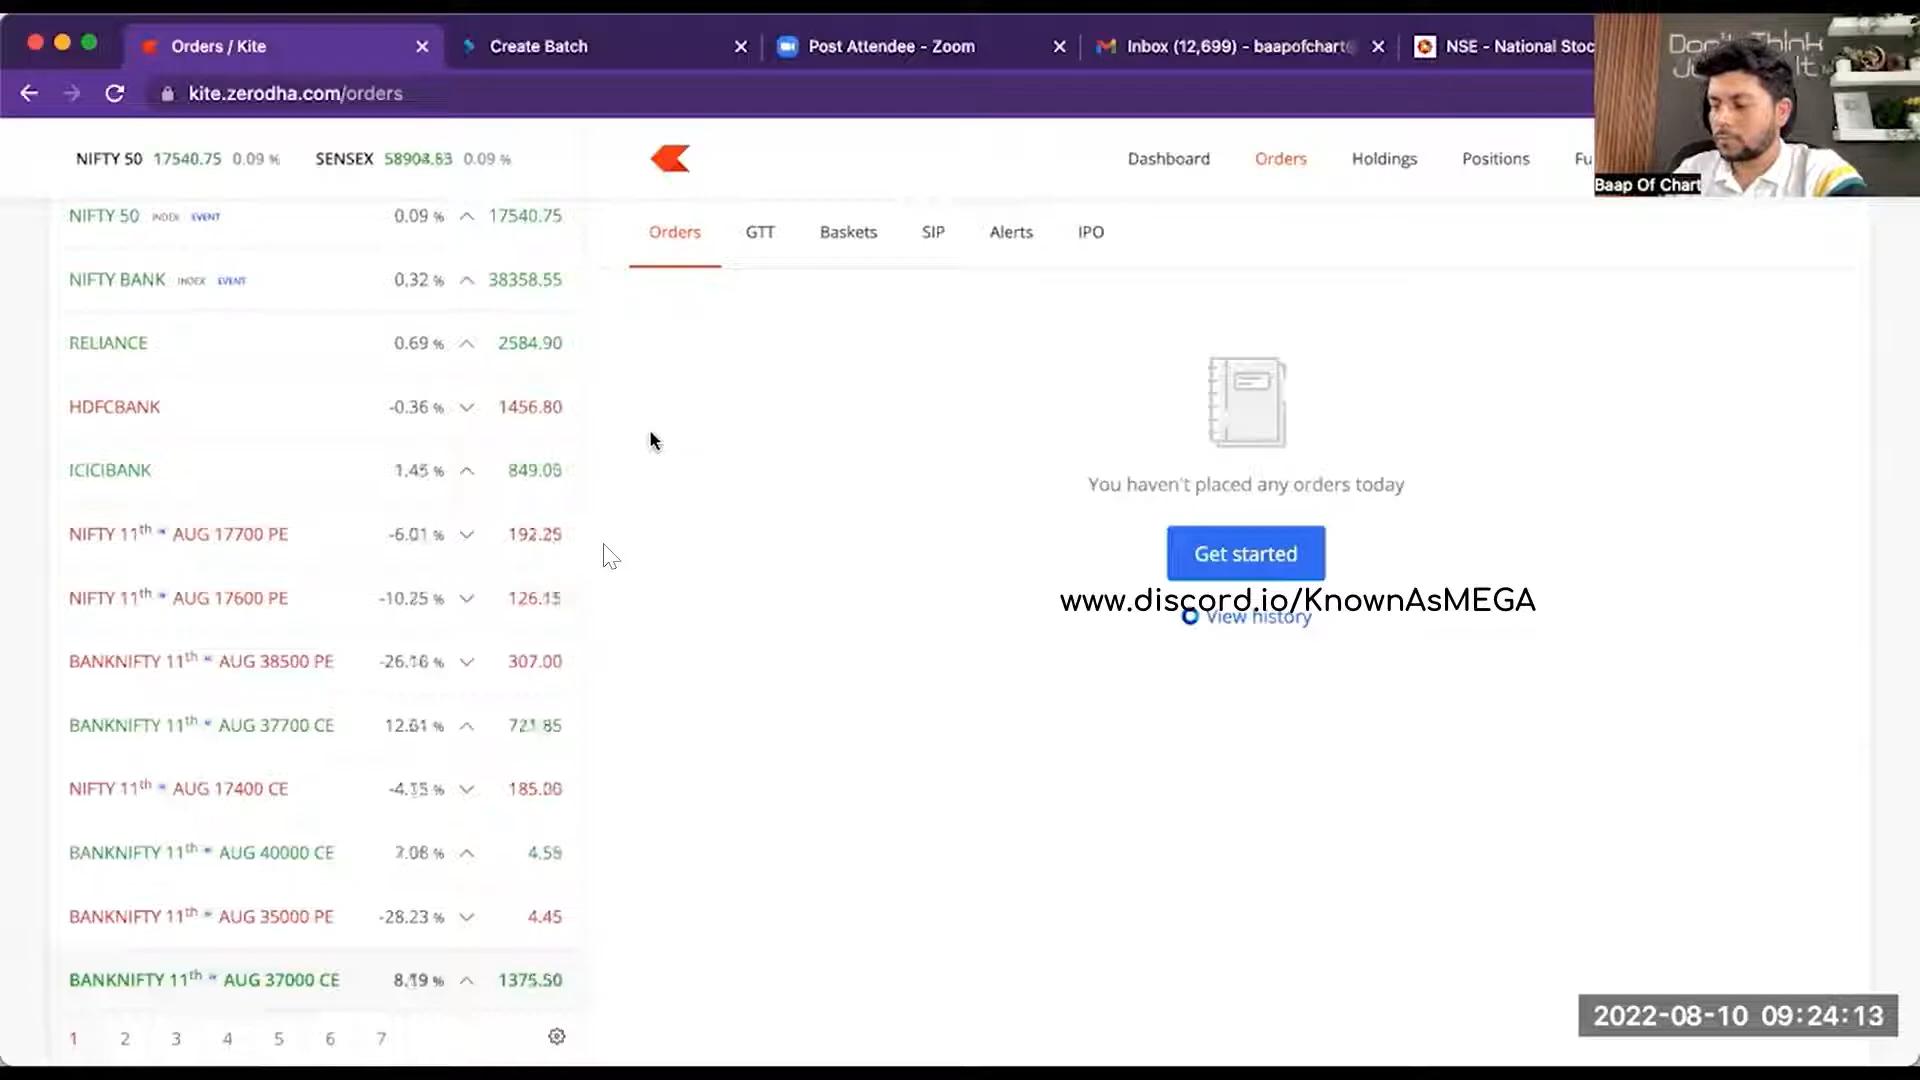 Orders / Kite
Create Batch
Post Attendee - Zoom
Inbox (12,699) - baapofchart
NSE - National Stoc
kite.zerodha.com/orders
Don't Think
Baap Of Chart
NIFTY 50 17540.75 0.09 % SENSEX 58903.83 0.09 %
Dashboard Orders Holdings Positions Fu
NIFTY 50 INDEX EVENT 0.09 % 17540.75
Orders GTT Baskets SIP Alerts IPO
NIFTY BANK INDEX EVENT 0.32 % 38358.55
RELIANCE 0.69 % 2584.90
HDFCBANK -0.36 % 1456.80
ICICIBANK 1.45 % 849.00
You haven't placed any orders today
NIFTY 11th w AUG 17700 PE -6.01 % 192.25
Get started
NIFTY 11th w AUG 17600 PE -10.25 % 126.15
www.discord.io/KnownAsMEGA
View history
BANKNIFTY 11th w AUG 38500 PE -26.16 % 307.00
BANKNIFTY 11th w AUG 37700 CE 12.61 % 721.85
NIFTY 11th w AUG 17400 CE -4.15 % 185.00
BANKNIFTY 11th w AUG 40000 CE 4.55
BANKNIFTY 11th w AUG 35000 PE -28.23 % 4.45
BANKNIFTY 11th w AUG 37000 CE 8.19 % 1375.50
1 2 3 4 5 6 7
2022-08-10 09:24:13